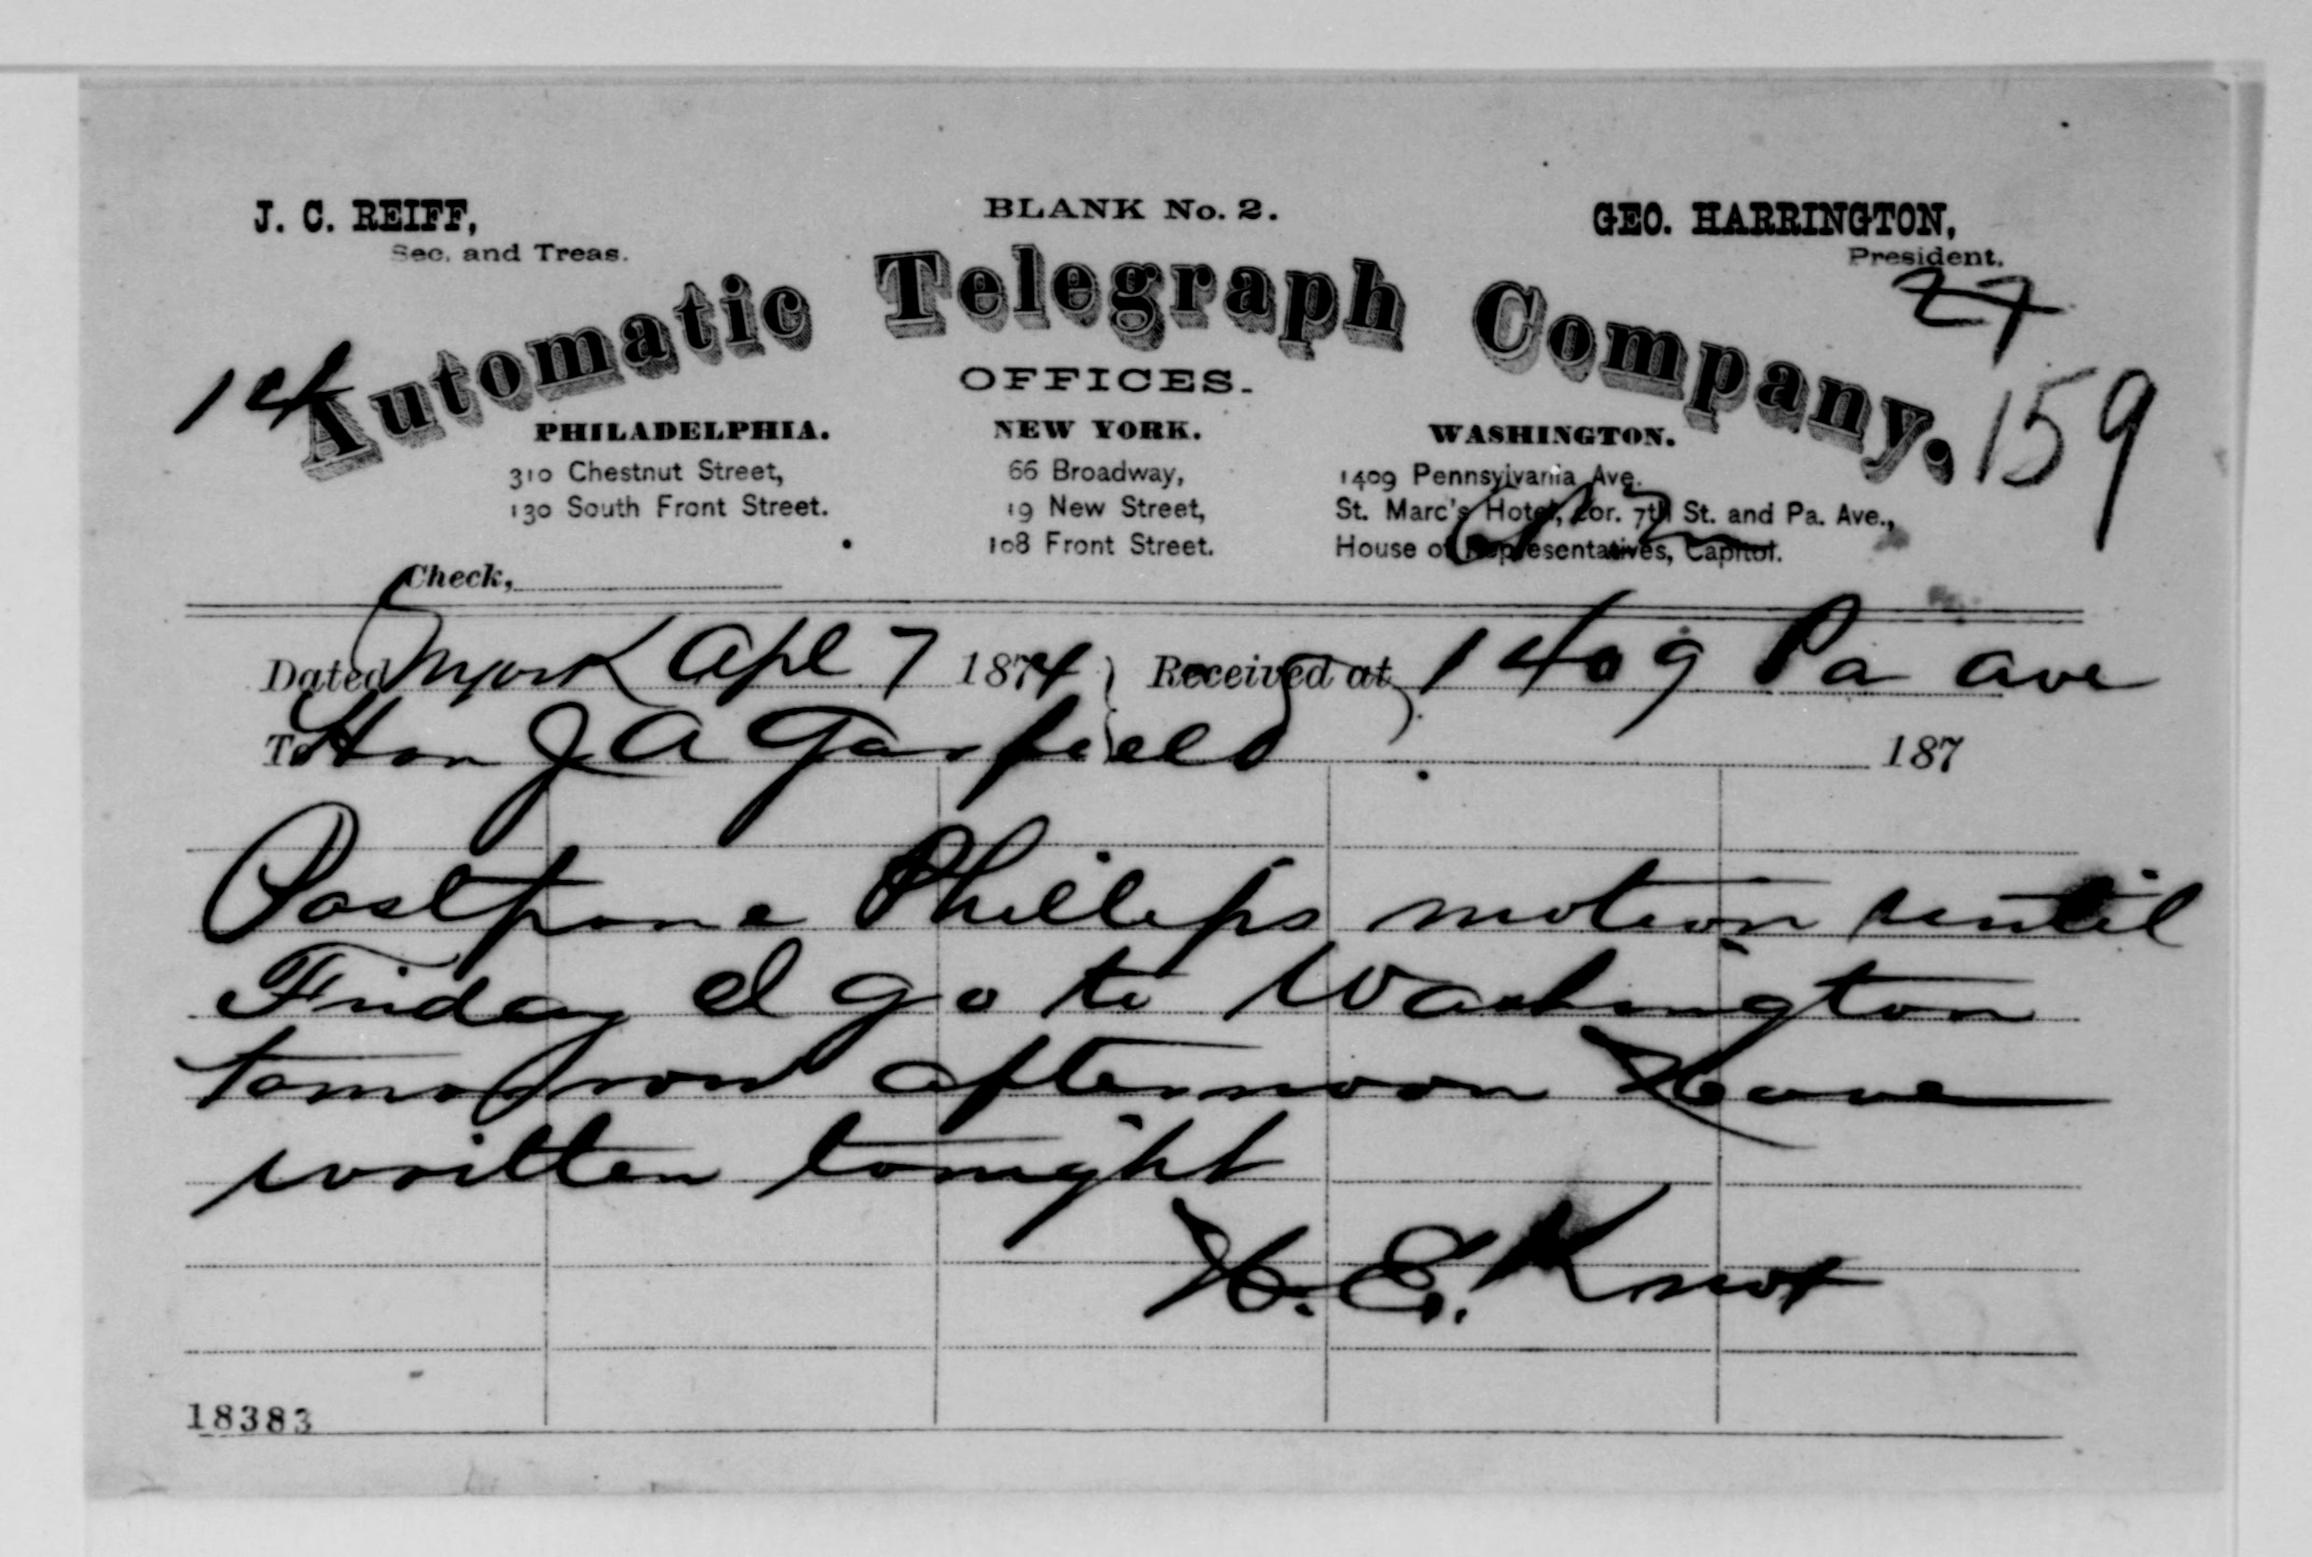 J. C. REIFF,
Sec. and Treas.
BLANK No. 2.
GEO. HARRINGTON,
President.
27
Automatic Telegraph Company.
159
OFFICES.
PHILADELPHIA.
310 Chestnut Street,
130 South Front Street.
NEW YORK.
66 Broadway,
19 New Street,
108 Front Street.
WASHINGTON.
1409 Pennsylvania Ave.
St. Marc's Hotel, Cor. 7th St. and Pa. Ave.,
House of Representatives, Capitol.
Check,
Dated N York Apl 7 1874 Received at 1409 Pa ave
To Hon J A Garfield 187
Postpone Phillips motion until
Friday I go to Washington
tomorrow afternoon Have
written tonight
H. E. Knox
18383